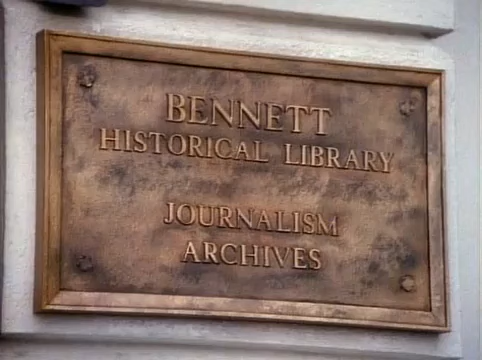 BENNETT
HISTORICAL LIBRARY
JOURNALISM
ARCHIVES